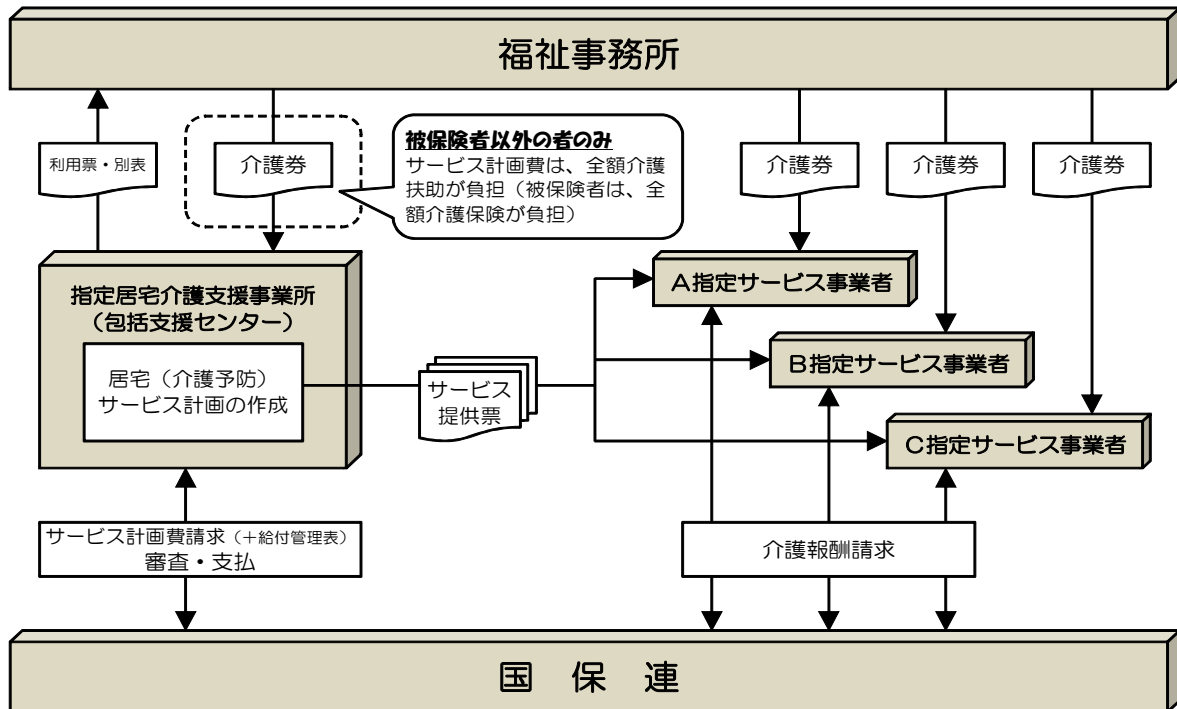 福祉事務所
利用票・別表
介護券
被保険者以外の者のみ
サービス計画費は、全額介護
扶助が負担（被保険者は、全
額介護保険が負担）
介護券
介護券
介護券
指定居宅介護支援事業所
（包括支援センター）
居宅（介護予防）
サービス計画の作成
サービス
提供票
A指定サービス事業者
B指定サービス事業者
C指定サービス事業者
サービス計画費請求（＋給付管理表）
審査・支払
介護報酬請求
国 保 連